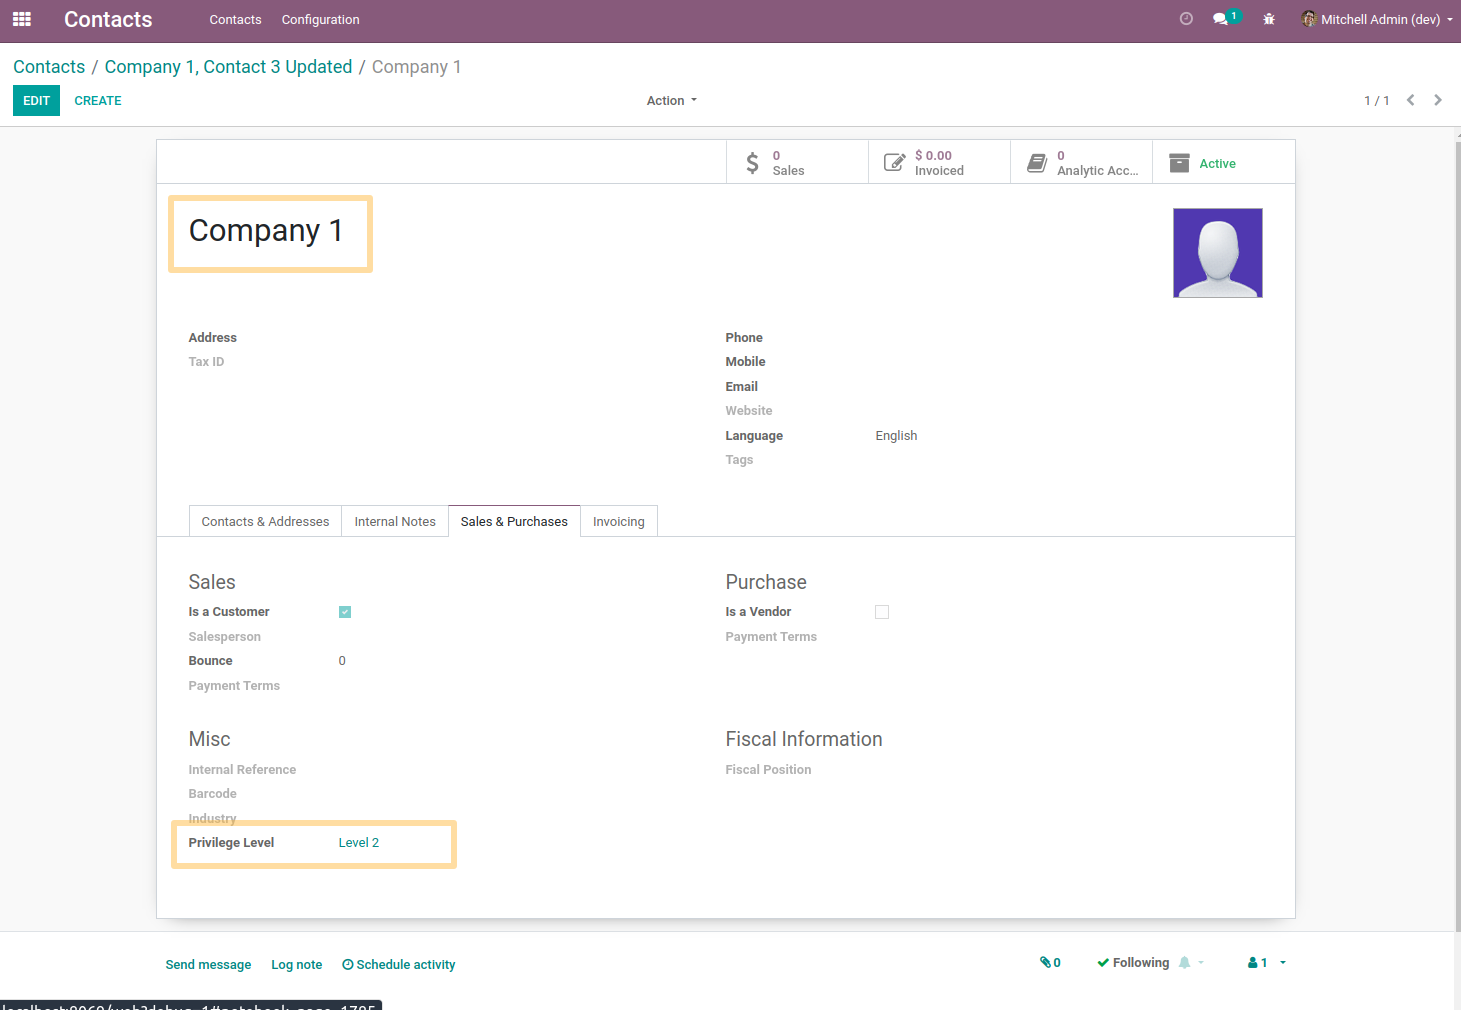 Contacts Contacts Configuration 1 Mitchell Admin (dev)
Contacts / Company 1, Contact 3 Updated / Company 1
EDIT CREATE Action 1 / 1
0 $ 0.00 0
Sales Invoiced Analytic Acc... Active
Company 1
Address Phone
Tax ID Mobile
Email
Website
Language English
Tags
Contacts & Addresses Internal Notes Sales & Purchases Invoicing
Sales Purchase
Is a Customer Is a Vendor
Salesperson Payment Terms
Bounce 0
Payment Terms
Misc Fiscal Information
Internal Reference Fiscal Position
Barcode
Industry
Privilege Level Level 2
Send message Log note Schedule activity 0 Following 1